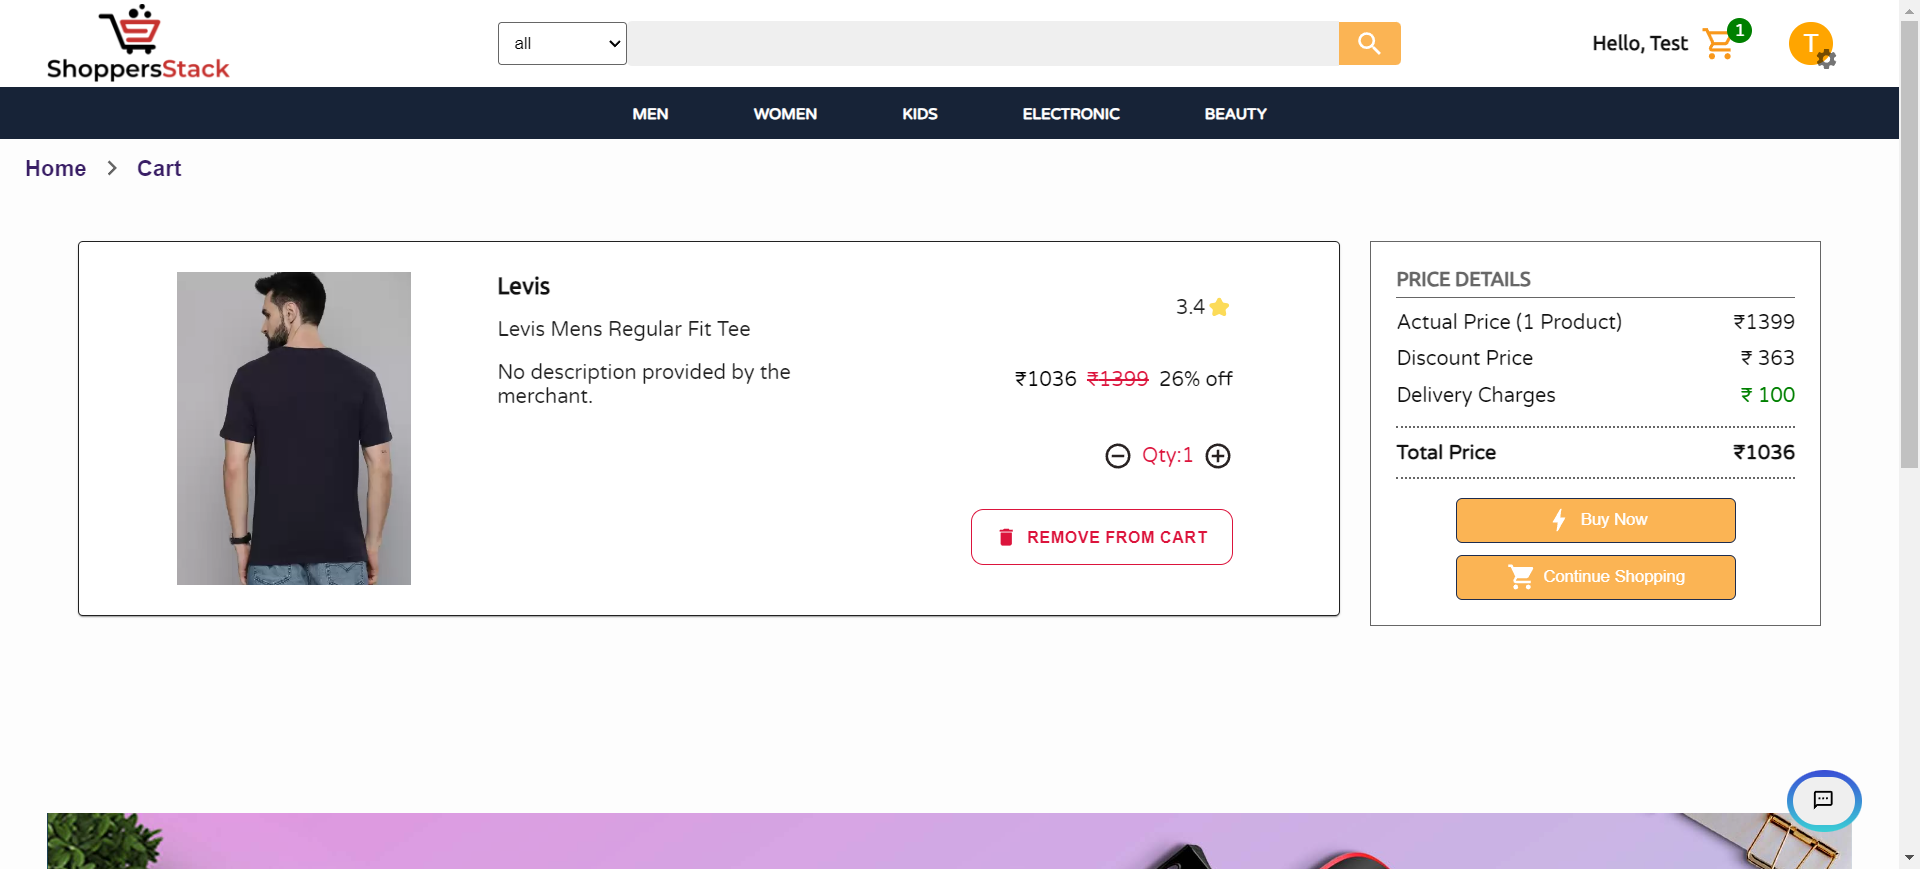 ShoppersStack
all
Hello, Test
1
T
MEN WOMEN KIDS ELECTRONIC BEAUTY
Home > Cart
Levis
Levis Mens Regular Fit Tee
No description provided by the
merchant.
3.4
₹1036 ₹1399 26% off
Qty:1
REMOVE FROM CART
PRICE DETAILS
Actual Price (1 Product) ₹1399
Discount Price ₹ 363
Delivery Charges ₹ 100
Total Price ₹1036
Buy Now
Continue Shopping